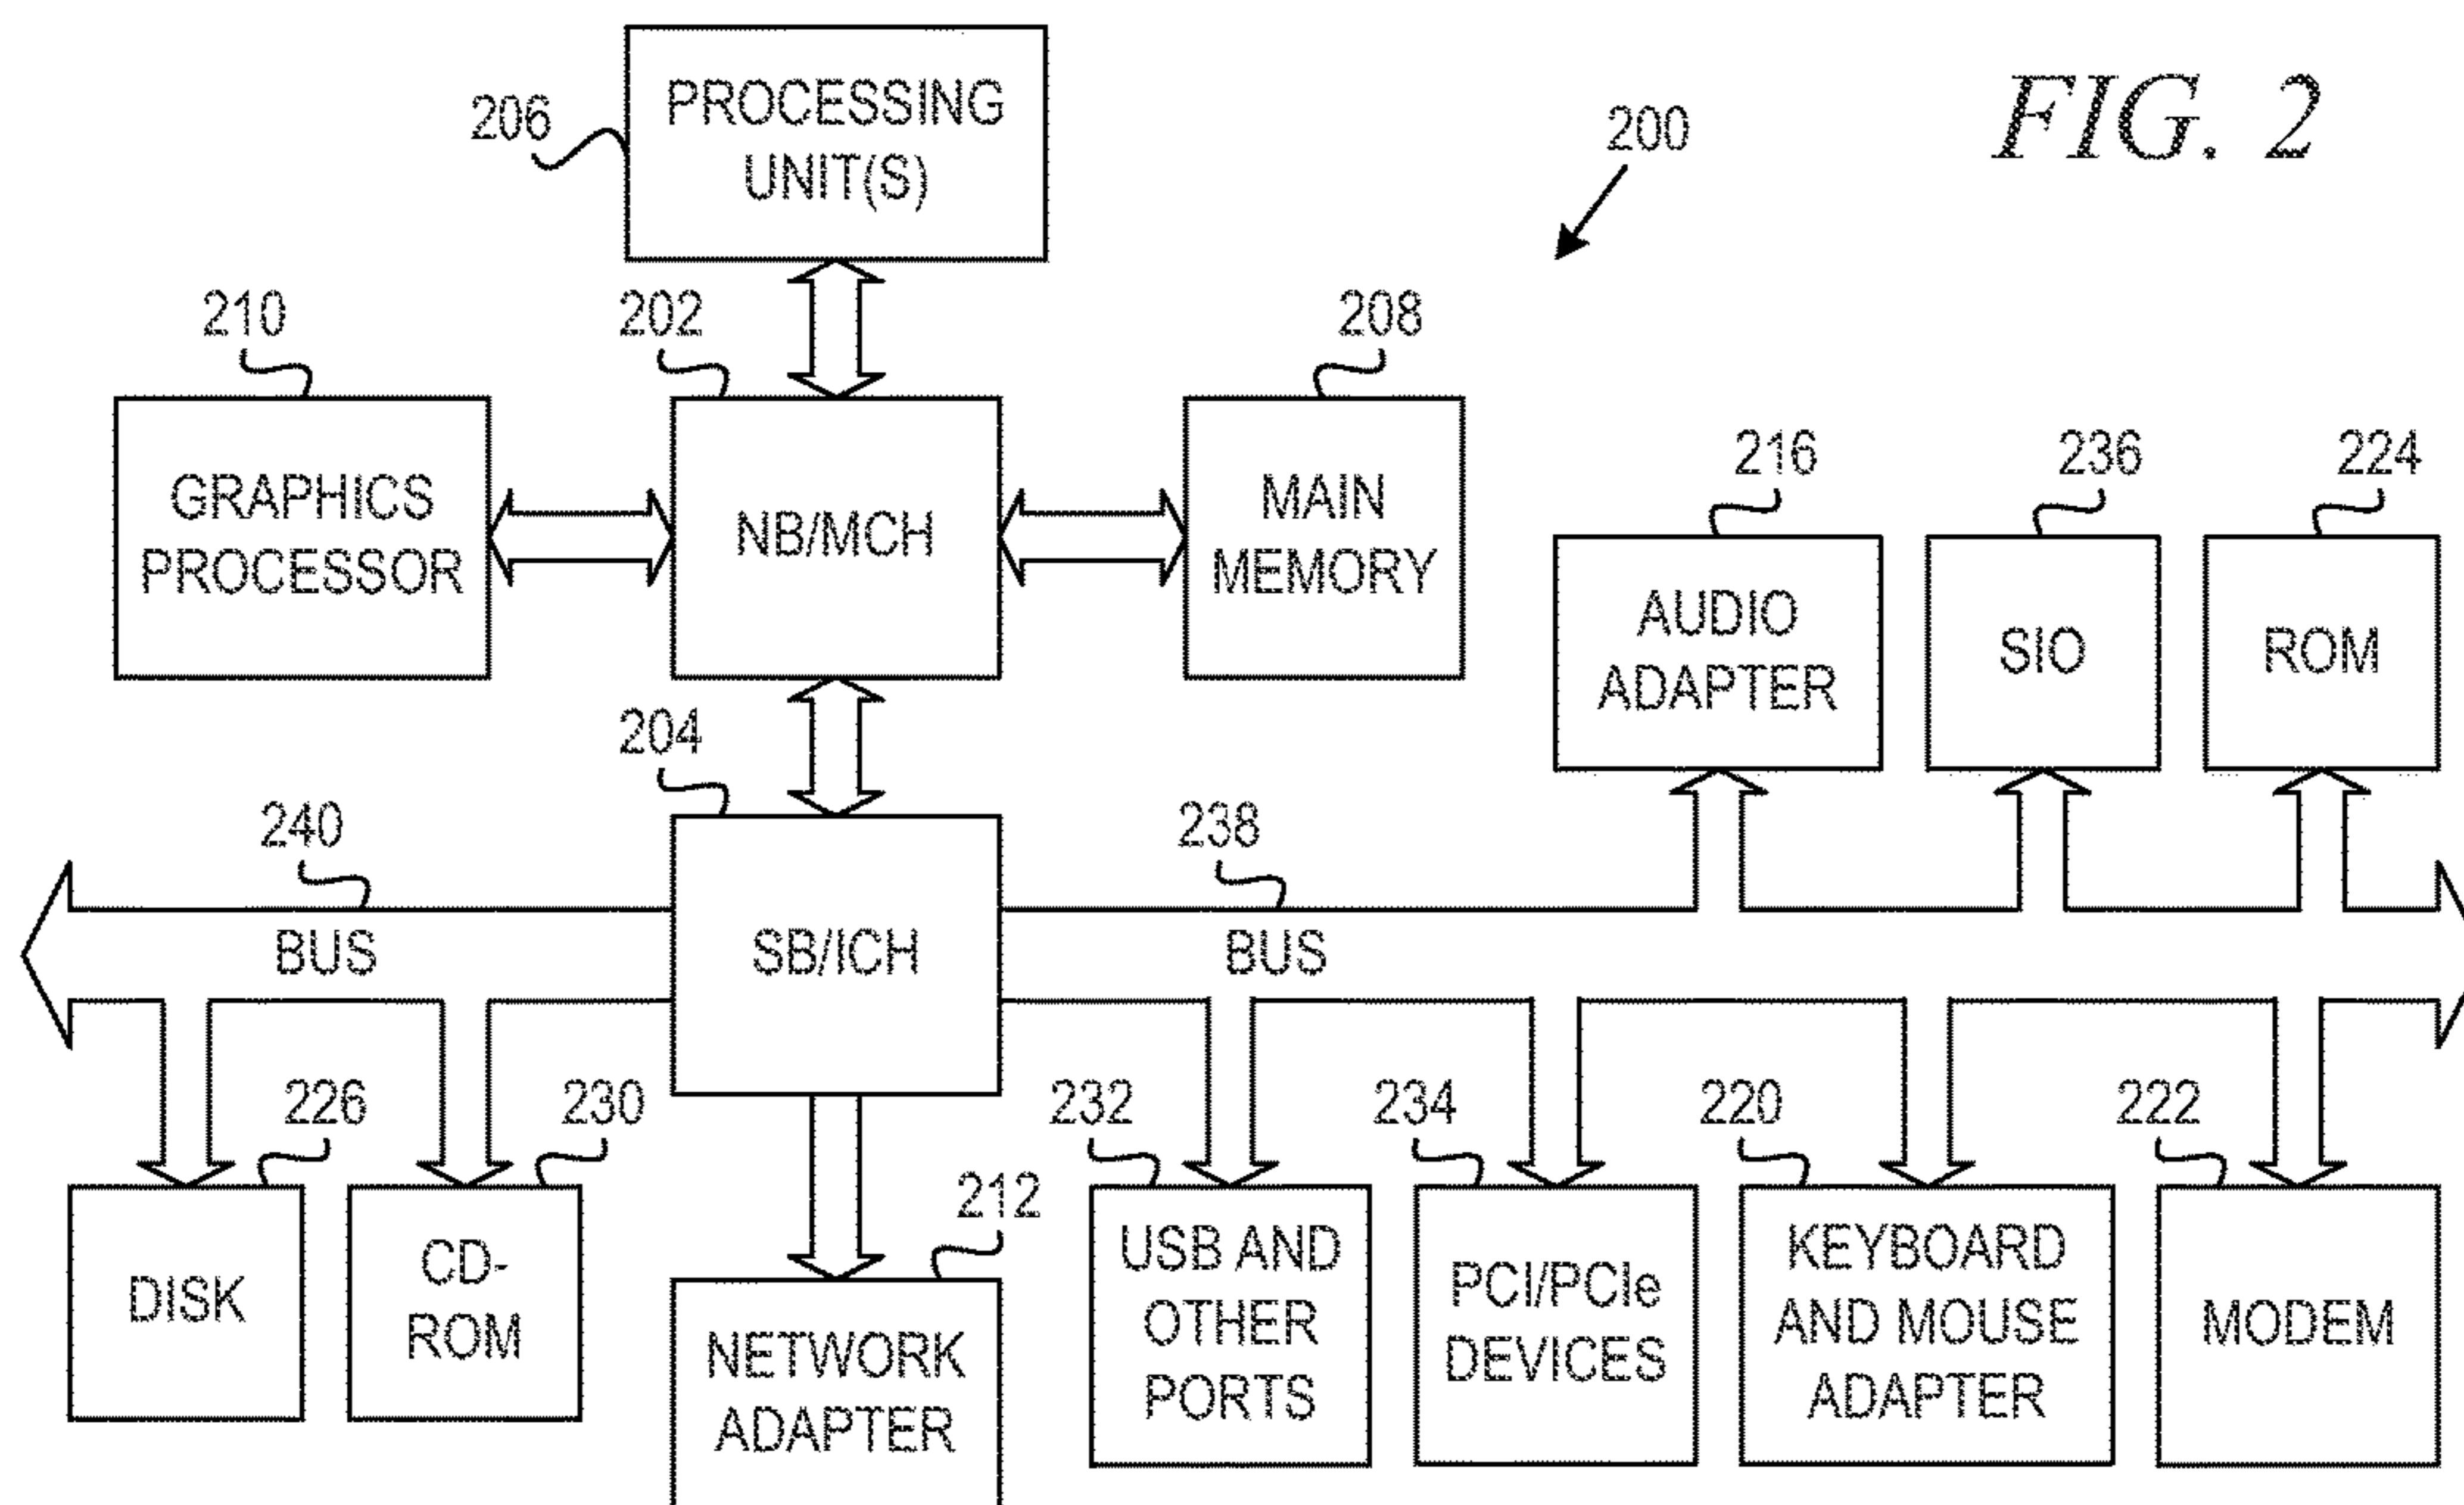 FIG. 2
200
206
PROCESSING
UNIT(S)
210
202
208
GRAPHICS
PROCESSOR
NB/MCH
MAIN
MEMORY
216
236
224
AUDIO
ADAPTER
SIO
ROM
204
240
238
BUS
SB/ICH
BUS
226
230
212
232
234
220
222
DISK
CD-
ROM
NETWORK
ADAPTER
USB AND
OTHER
PORTS
PCI/PCIe
DEVICES
KEYBOARD
AND MOUSE
ADAPTER
MODEM